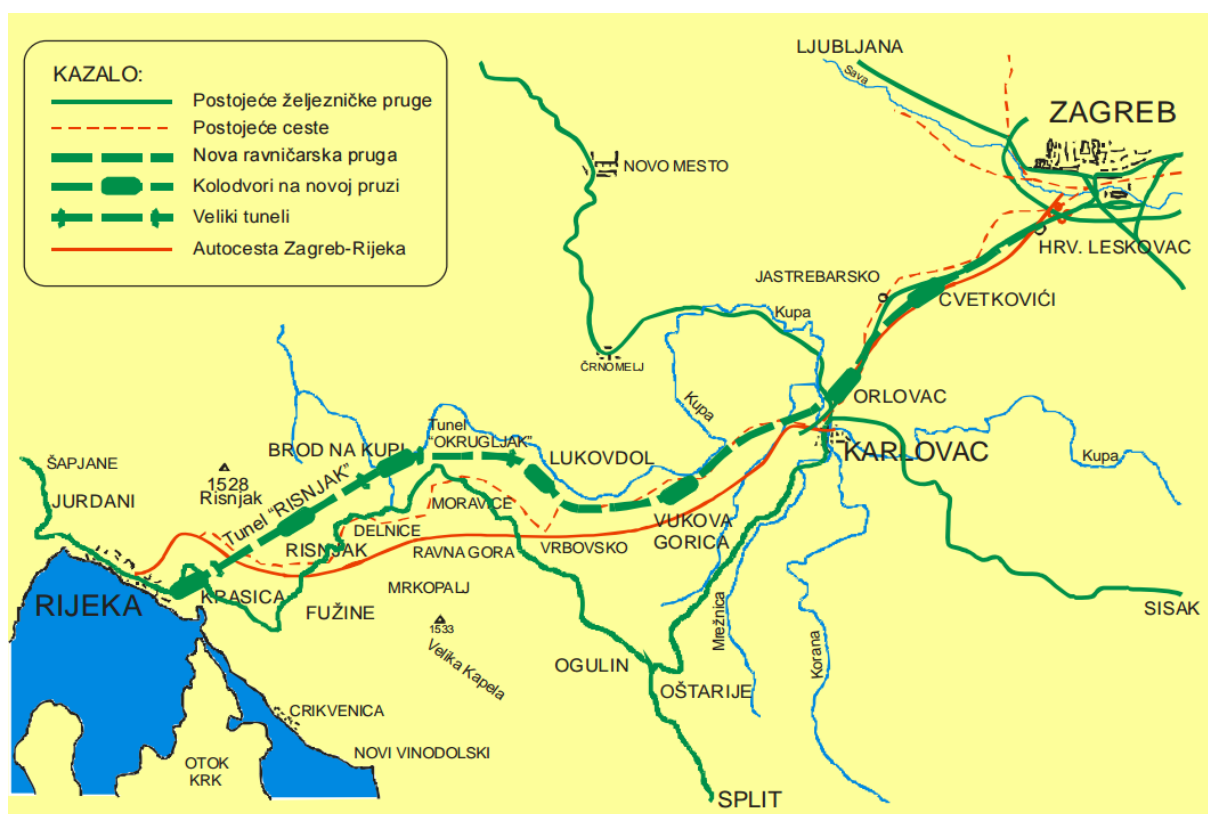 KAZALO:
Postojeće željezničke pruge
Postojeće ceste
Nova ravničarska pruga
Kolodvori na novoj pruzi
Veliki tuneli
Autocesta Zagreb-Rijeka
LJUBLJANA
Sava
ZAGREB
NOVO MESTO
HRV. LESKOVAC
JASTREBARSKO
CVETKOVIĆI
Kupa
ČRNOMELJ
ORLOVAC
Kupa
Tunel
"OKRUGLJAK"
BROD NA KUPI
LUKOVDOL
KARLOVAC
Kupa
ŠAPJANE
1528
Risnjak
JURDANI
Tunel "RISNJAK"
MORAVICE
DELNICE
VUKOVA
GORICA
RISNJAK
RAVNA GORA
VRBOVSKO
KRASICA
MRKOPALJ
RIJEKA
FUŽINE
SISAK
1533
Velika Kapela
Mrežnica
Korana
OGULIN
OŠTARIJE
CRIKVENICA
NOVI VINODOLSKI
OTOK
KRK
SPLIT